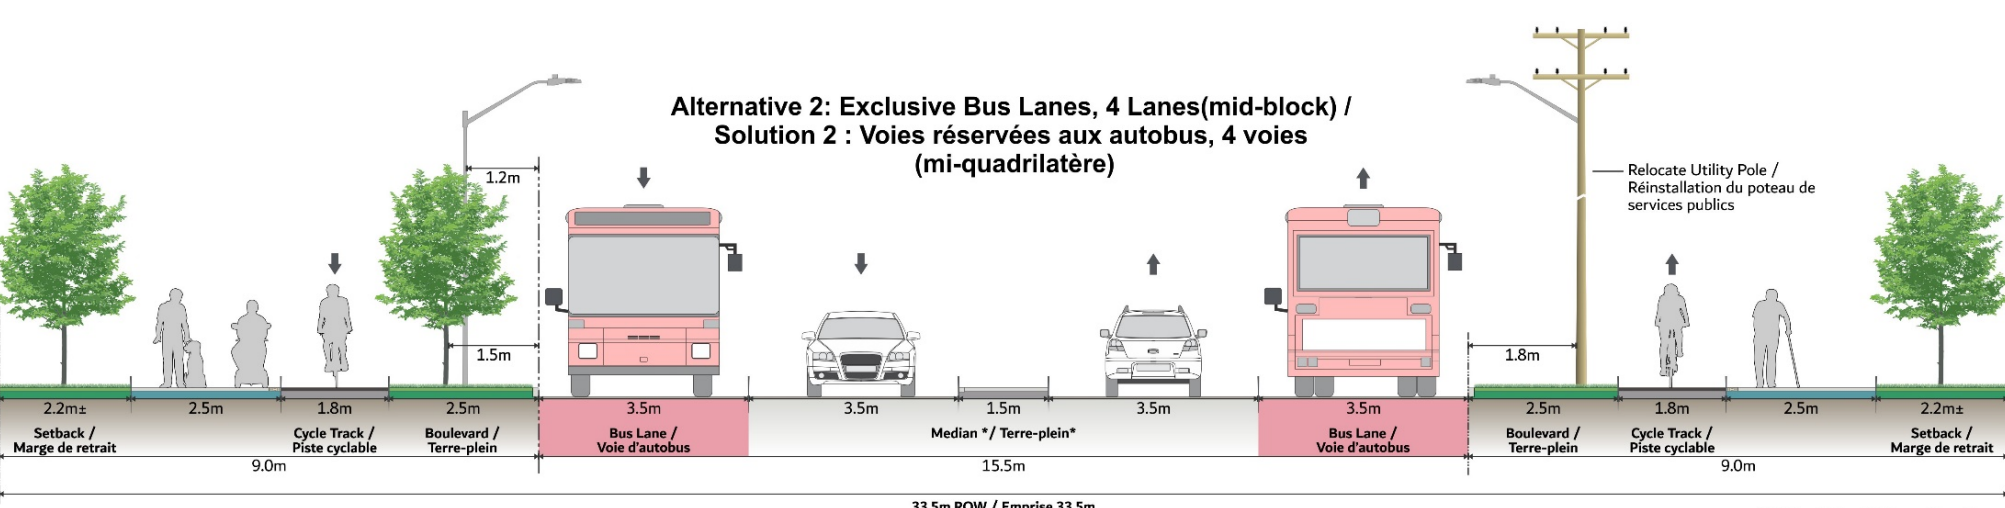 Alternative 2: Exclusive Bus Lanes, 4 Lanes(mid-block) /
Solution 2 : Voies réservées aux autobus, 4 voies
(mi-quadrilatère)
1.2m
Relocate Utility Pole /
Réinstallation du poteau de
services publics
1.5m
1.8m
2.2m± 2.5m 1.8m 2.5m 3.5m 3.5m 1.5m 3.5m 3.5m 2.5m 1.8m 2.5m 2.2m±
Setback /
Marge de retrait
Cycle Track /
Piste cyclable
Boulevard /
Terre-plein
Bus Lane /
Voie d'autobus
Median */ Terre-plein*
Bus Lane /
Voie d'autobus
Boulevard /
Terre-plein
Cycle Track /
Piste cyclable
Setback /
Marge de retrait
9.0m 15.5m 9.0m
33.5m ROW / Emprise 33.5m